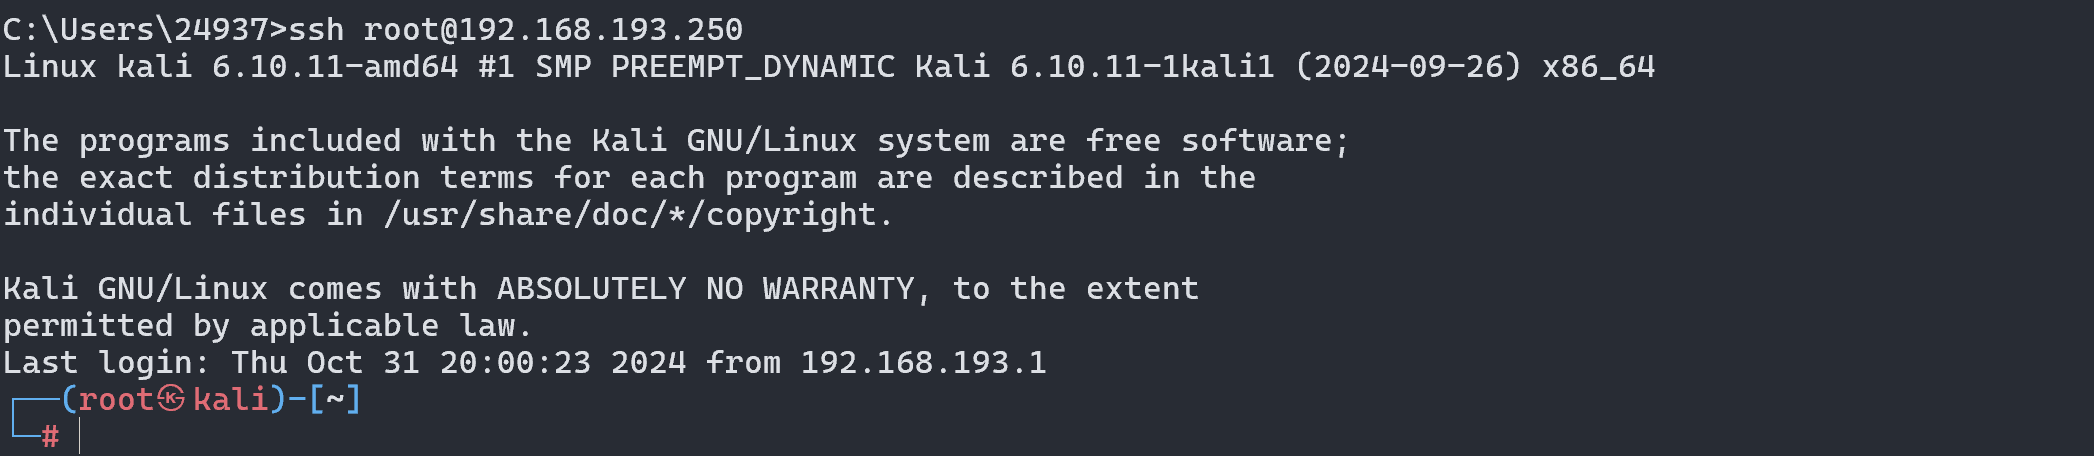 C:\Users\24937>ssh root@192.168.193.250
Linux kali 6.10.11-amd64 #1 SMP PREEMPT_DYNAMIC Kali 6.10.11-1kali1 (2024-09-26) x86_64
The programs included with the Kali GNU/Linux system are free software;
the exact distribution terms for each program are described in the
individual files in /usr/share/doc/*/copyright.
Kali GNU/Linux comes with ABSOLUTELY NO WARRANTY, to the extent
permitted by applicable law.
Last login: Thu Oct 31 20:00:23 2024 from 192.168.193.1
┌──(root㉿kali)-[~]
└─#